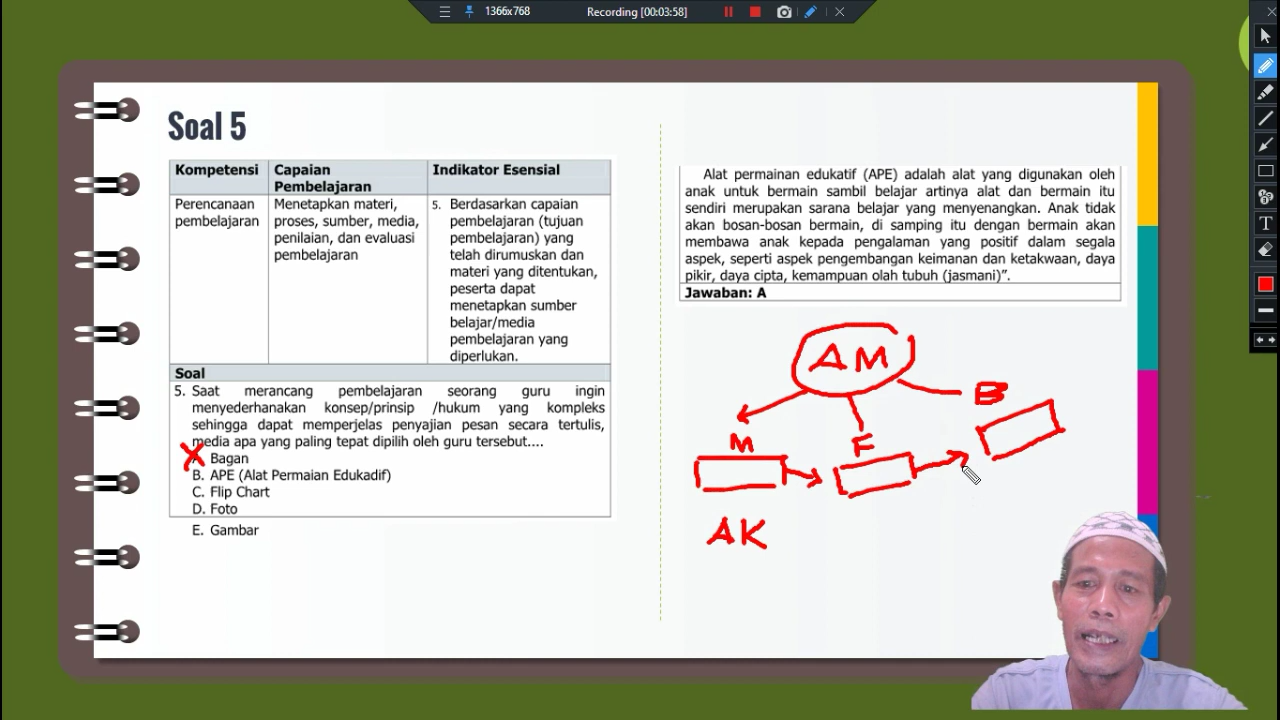 1366x768
Recording [00:03:58]
Soal 5
Kompetensi
Capaian
Pembelajaran
Indikator Esensial
Perencanaan
pembelajaran
Menetapkan materi,
proses, sumber, media,
penilaian, dan evaluasi
pembelajaran
5. Berdasarkan capaian
pembelajaran (tujuan
pembelajaran) yang
telah dirumuskan dan
materi yang ditentukan,
peserta dapat
menetapkan sumber
belajar/media
pembelajaran yang
diperlukan.
Soal
5. Saat merancang pembelajaran seorang guru ingin
menyederhanakan konsep/prinsip /hukum yang kompleks
sehingga dapat memperjelas penyajian pesan secara tertulis,
media apa yang paling tepat dipilih oleh guru tersebut....
X
A. Bagan
B. APE (Alat Permaian Edukadif)
C. Flip Chart
D. Foto
E. Gambar
Alat permainan edukatif (APE) adalah alat yang digunakan oleh
anak untuk bermain sambil belajar artinya alat dan bermain itu
sendiri merupakan sarana belajar yang menyenangkan. Anak tidak
akan bosan-bosan bermain, di samping itu dengan bermain akan
membawa anak kepada pengalaman yang positif dalam segala
aspek, seperti aspek pengembangan keimanan dan ketakwaan, daya
pikir, daya cipta, kemampuan olah tubuh (jasmani)”.
Jawaban: A
AM
B
M
F
AK
T